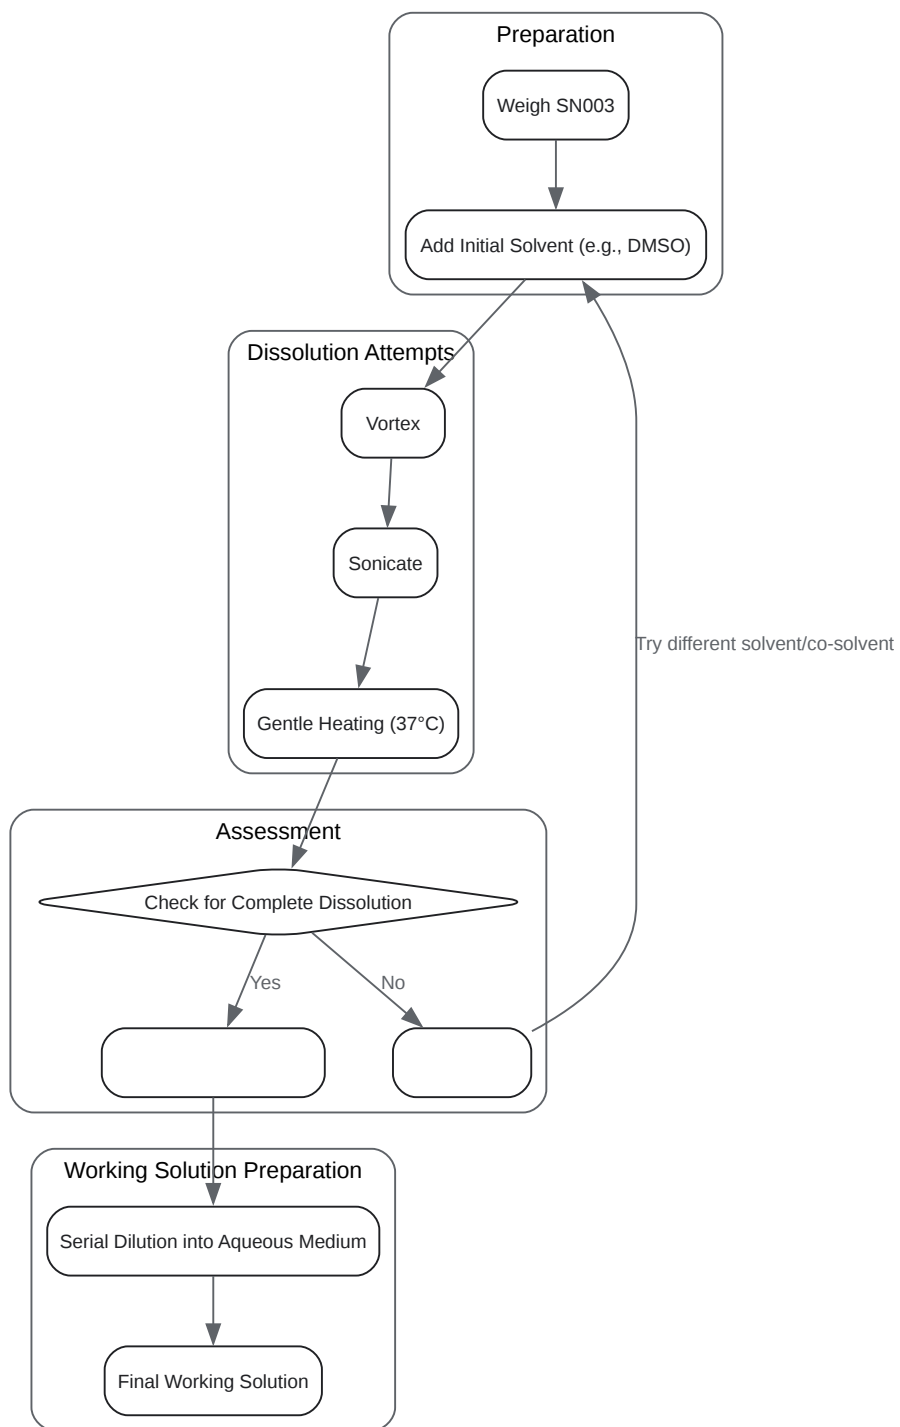 Preparation
Weigh SN003
Add Initial Solvent (e.g., DMSO)
Dissolution Attempts
Vortex
Sonicate
Try different solvent/co-solvent
Gentle Heating (37°C)
Assessment
Check for Complete Dissolution
Yes
No
Working Solution Preparation
Serial Dilution into Aqueous Medium
Final Working Solution